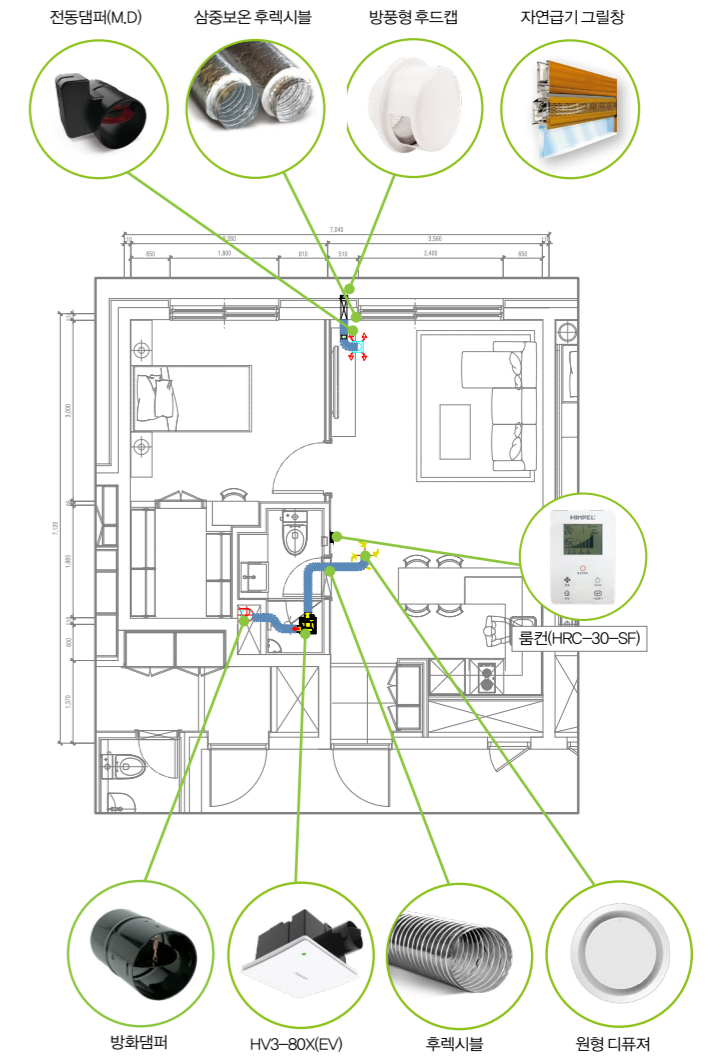 전동댐퍼(M.D)
삼중보온 후렉시블
방풍형 후드캡
자연급기 그릴창
7,040
3,260
3,560
650
1,800
810
510
2,400
650
3,000
7,120
1,865
600
1,370
HIMPEL
룸컨(HRC-30-SF)
방화댐퍼
HV3-80X(EV)
후렉시블
원형 디퓨져